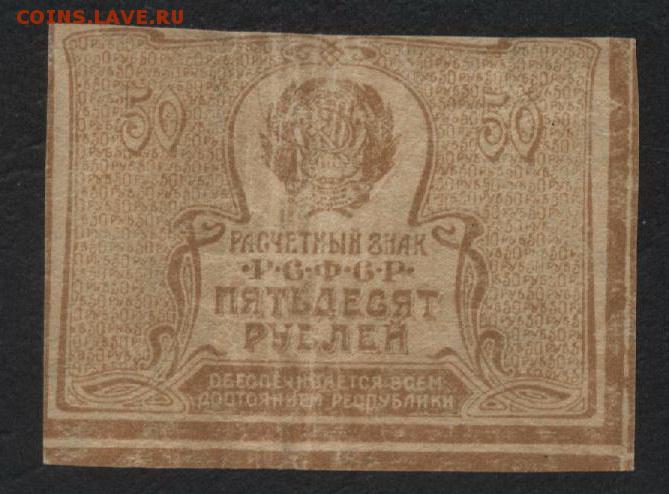 COINS.LAVE.RU
50 50
РАСЧЕТНЫЙ ЗНАК
·Р·С·Ф·С·Р·
ПЯТЬДЕСЯТ
РУБЛЕЙ
ОБЕСПЕЧИВАЕТСЯ ВСЕМ
ДОСТОЯНИЕМ РЕСПУБЛИКИ